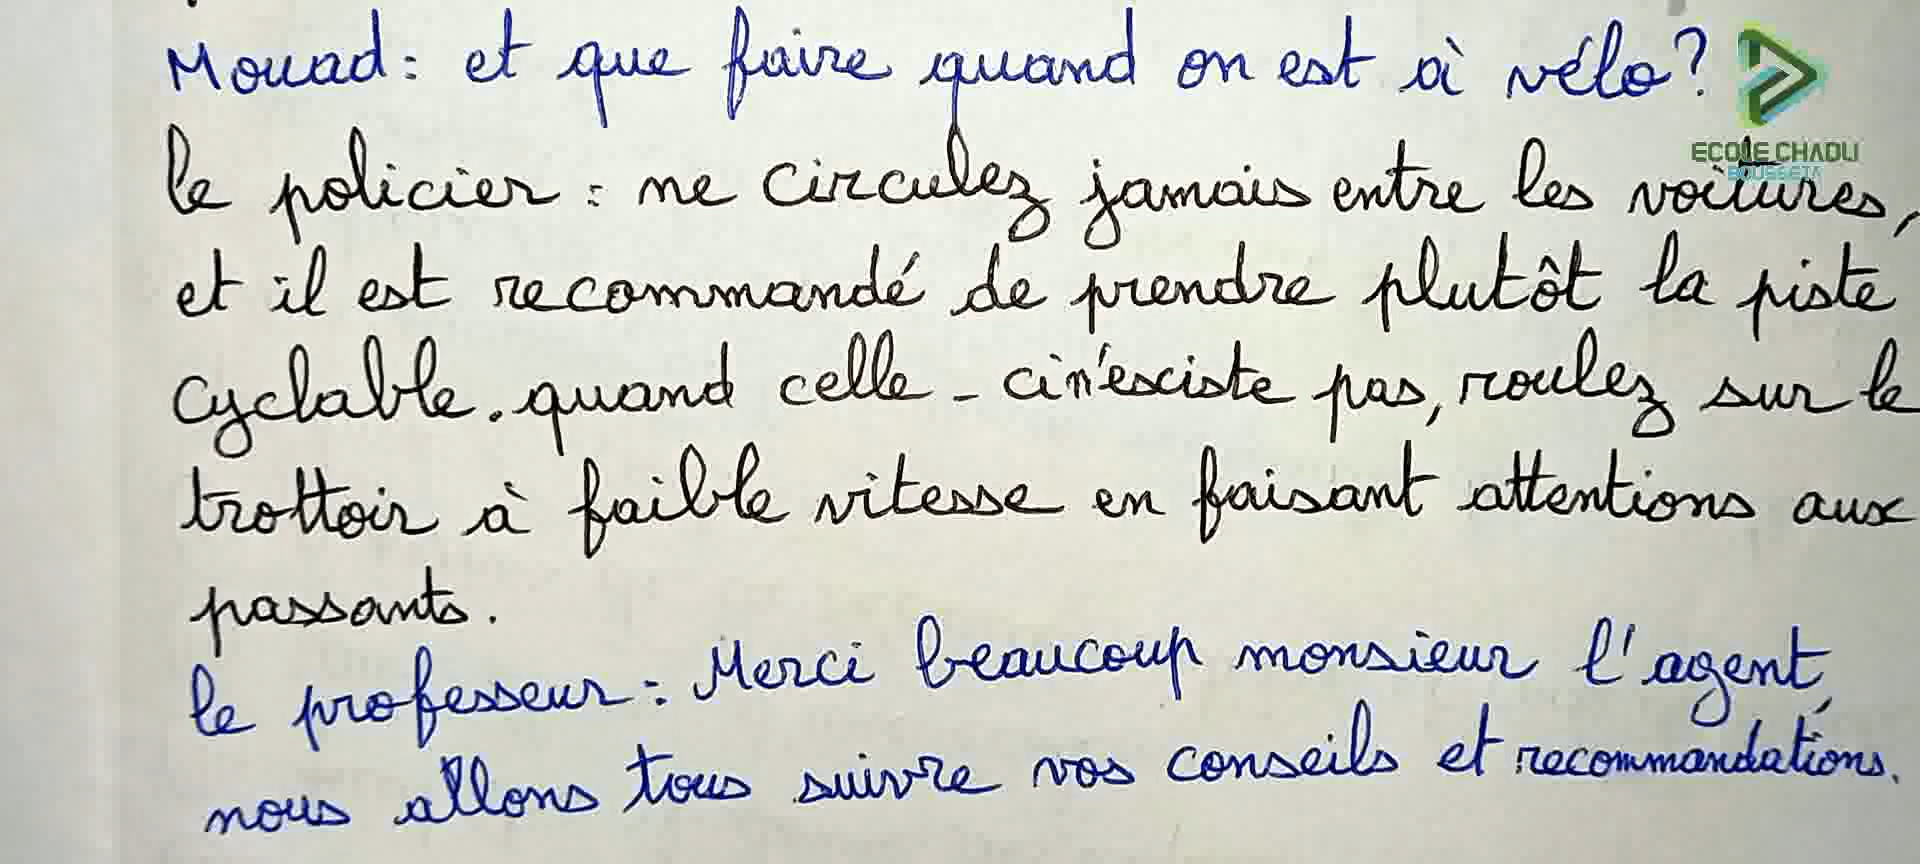 Mouad : et que faire quand on est à vélo ?
ECOLE CHADLI
BOUSSETA
le policier : ne circulez jamais entre les voitures,
et il est recommandé de prendre plutôt la piste
cyclable. quand celle-ci n'existe pas, roulez sur le
trottoir à faible vitesse en faisant attentions aux
passants.
le professeur : Merci beaucoup monsieur l'agent,
nous allons tous suivre vos conseils et recommandations.